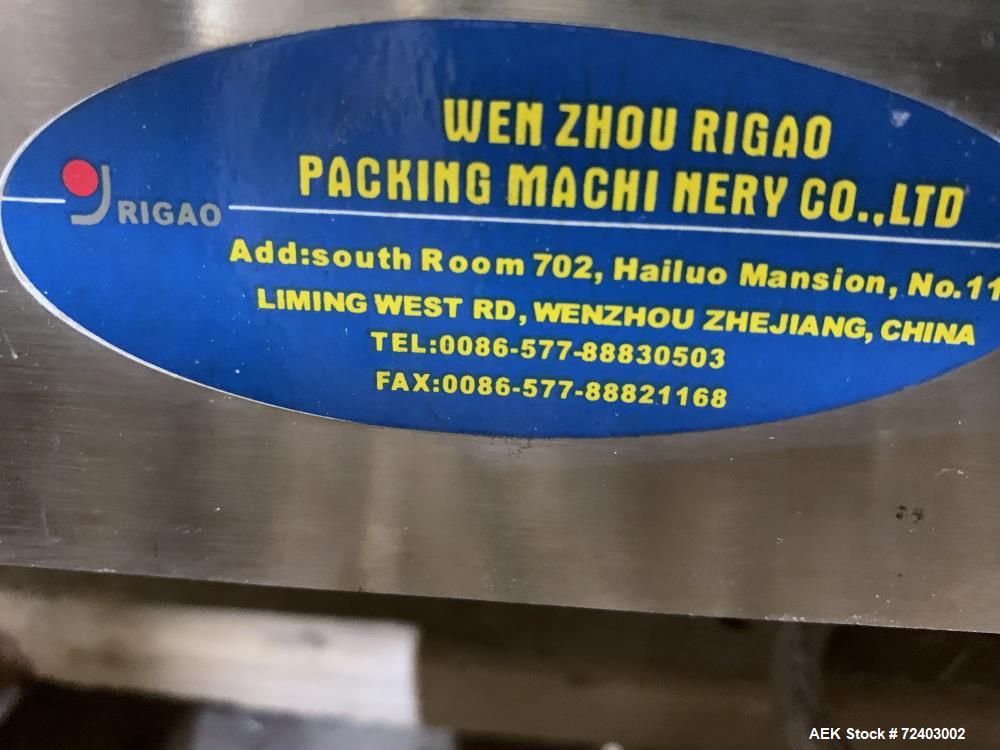 WEN ZHOU RIGAO
PACKING MACHI NERY CO.,LTD
RIGAO
Add:south Room 702, Hailuo Mansion, No.11
LIMING WEST RD, WENZHOU ZHEJIANG, CHINA
TEL:0086-577-88830503
FAX:0086-577-88821168
AEK Stock # 72403002